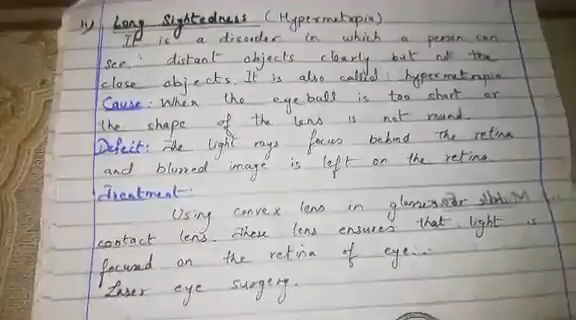 ii) Long Sightedness (Hypermetropia)
It is a disorder in which a person can
see distant objects clearly but not the
close objects. It is also called: hypermetropia
Cause: When the eyeball is too short or
the shape of the lens is not round.
Defect: The light rays focus behind the retina
and blurred image is left on the retina
Treatment:
Using convex lens in glasses or
contact lens. These lens ensures that light is
focused on the retina of eye...
Laser eye surgery.